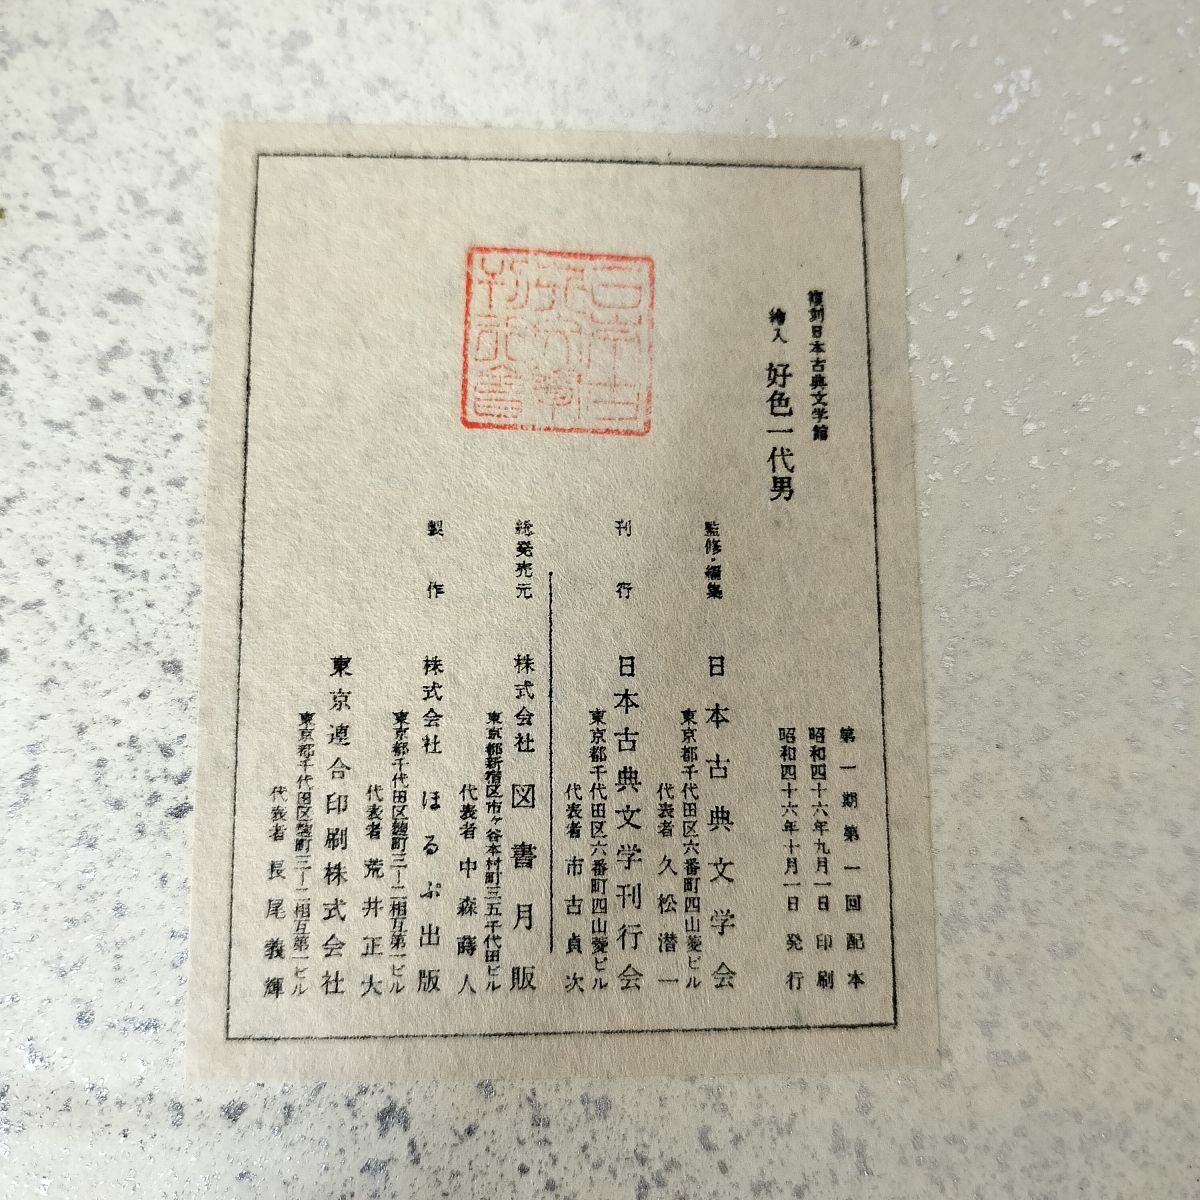 複刻日本古典文学館
繪入 好色一代男
第一期第一回配本
昭和四十六年九月一日 印刷
昭和四十六年十月一日 発行
監修・編集 日本古典文学会
東京都千代田区六番町四山菱ビル
代表者 久松潜一
刊行 日本古典文学刊行会
東京都千代田区六番町四山菱ビル
代表者 市古貞次
総発売元 株式会社 図書月販
東京都新宿区市ヶ谷本村町三五千代田ビル
代表者 中森蒔人
製作 株式会社 ほるぷ出版
東京都千代田区麹町三ー二相互第一ビル
代表者 荒井正大
東京連合印刷株式会社
東京都千代田区麹町三ー二相互第一ビル
代表者 長尾義輝
日本古典文学刊行会